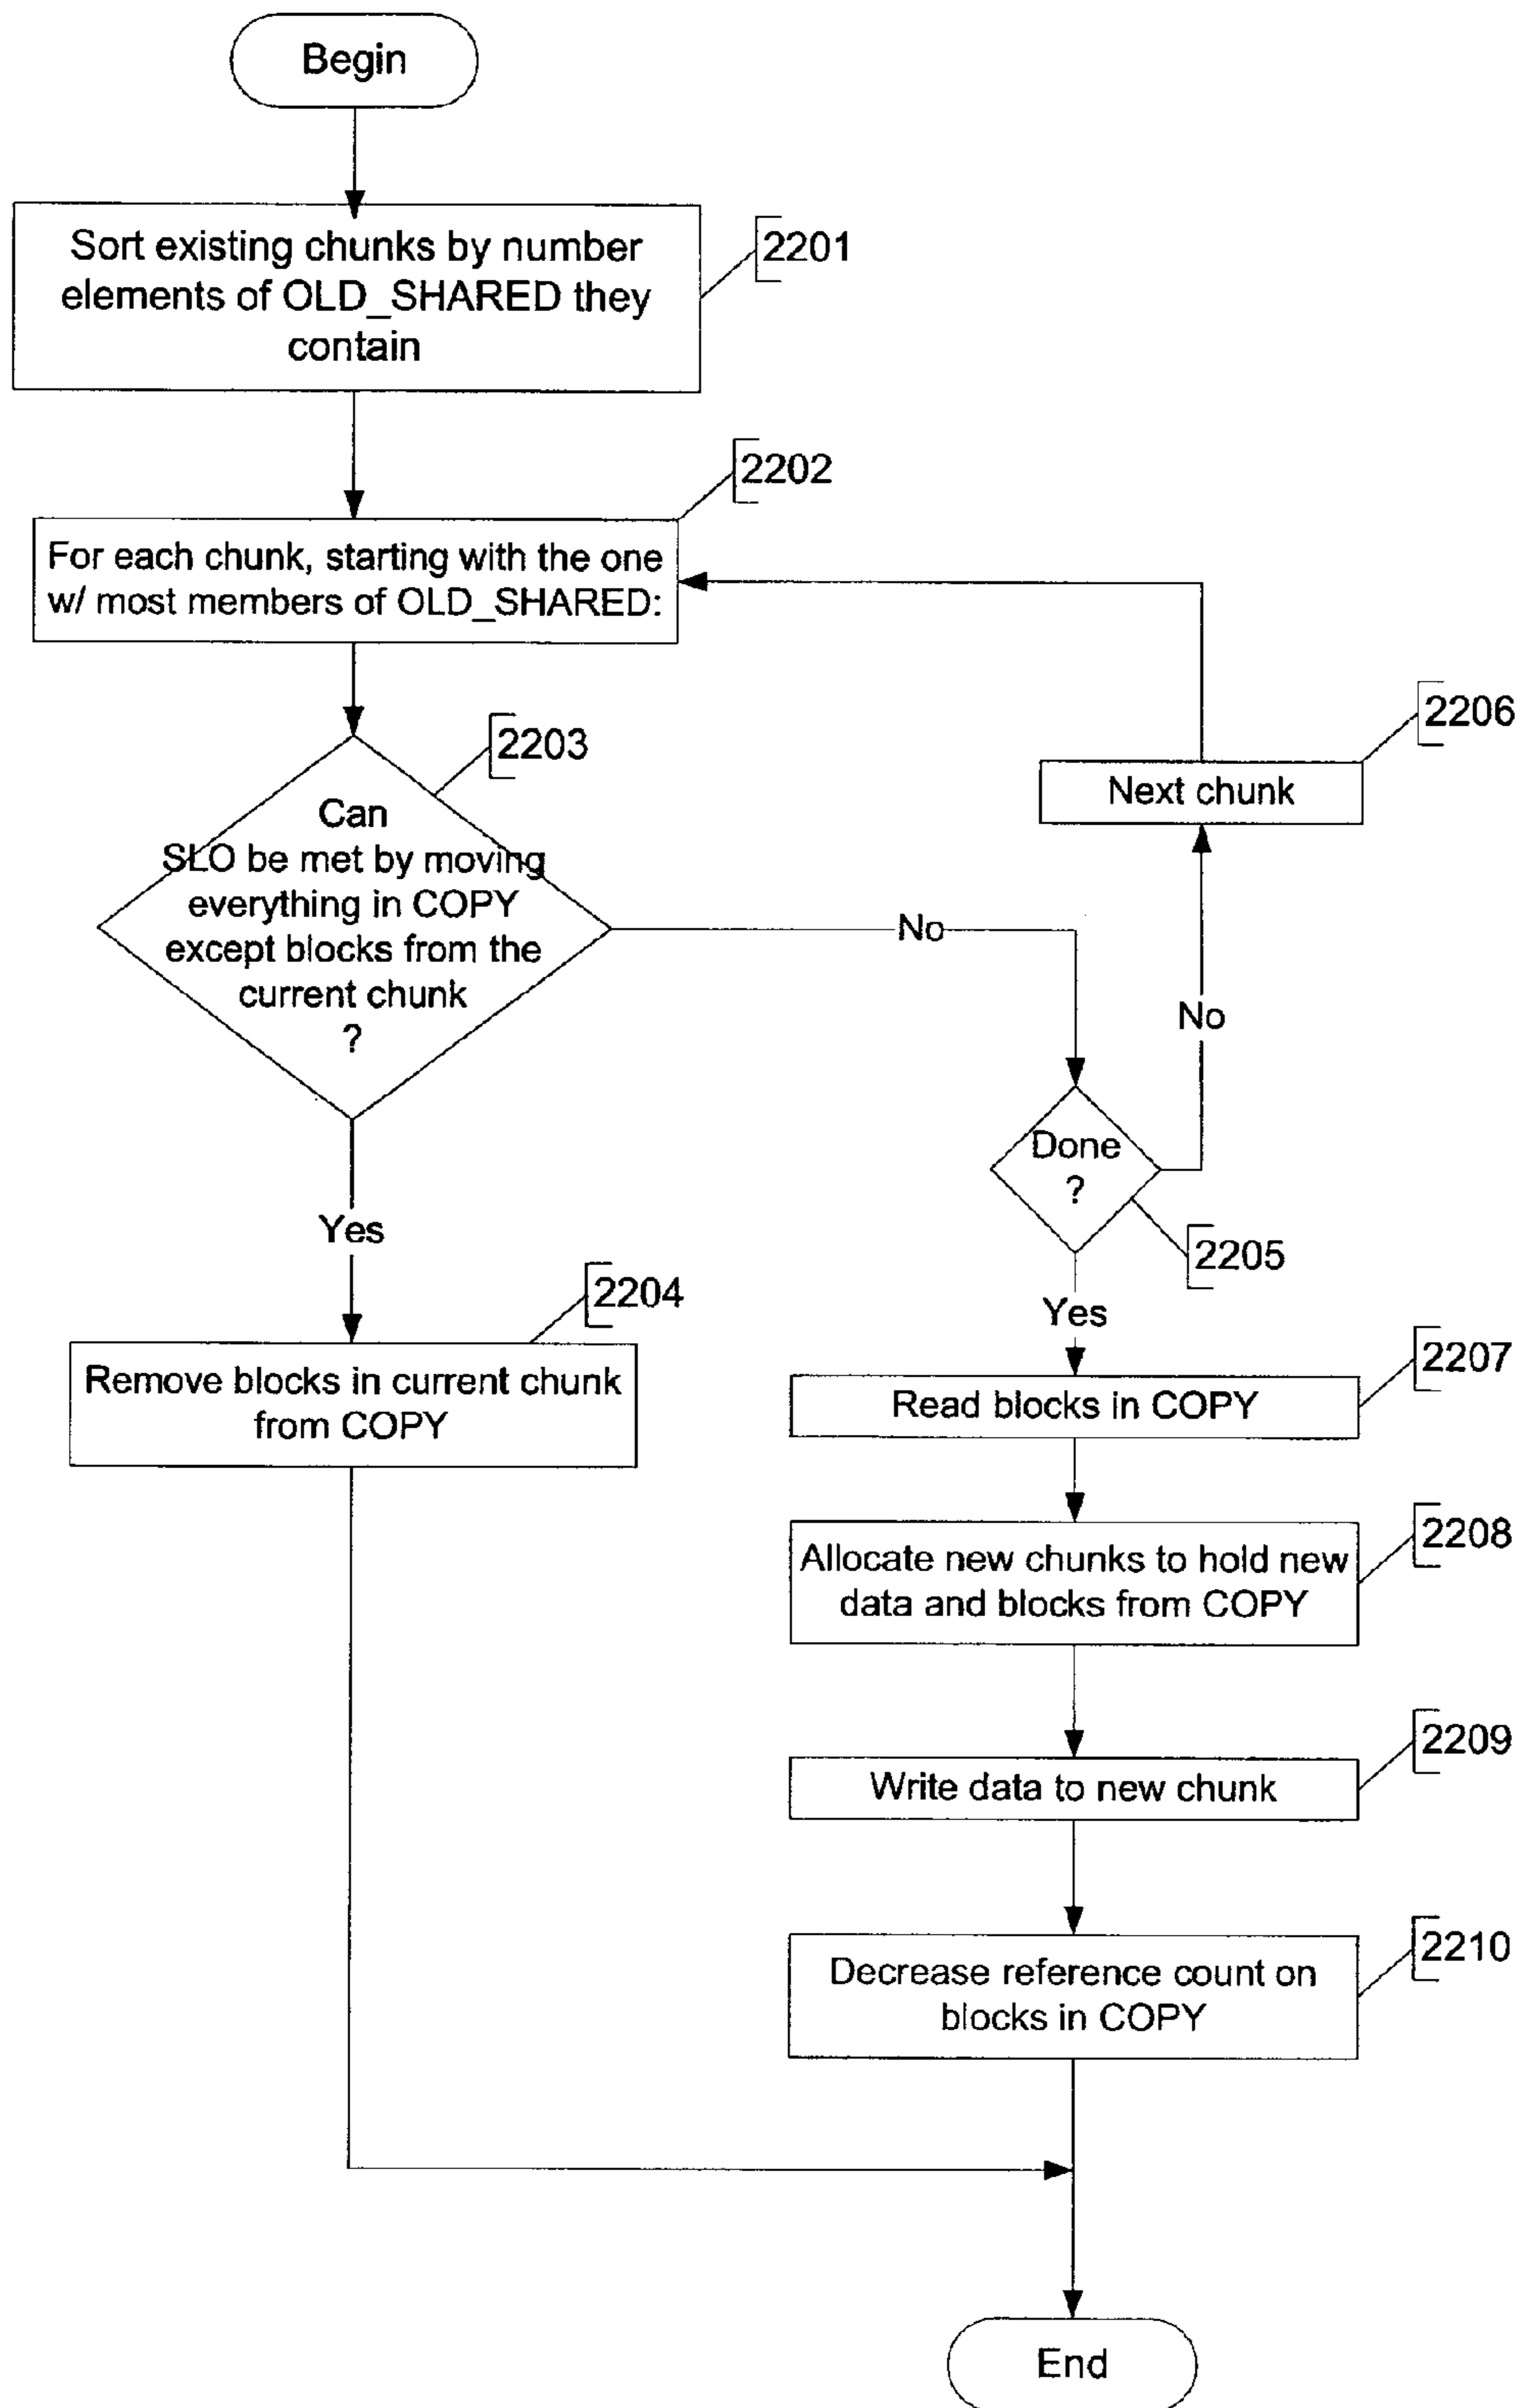 Begin
Sort existing chunks by number
elements of OLD_SHARED they
contain
2201
2202
For each chunk, starting with the one
w/ most members of OLD_SHARED:
2203
Can
SLO be met by moving
everything in COPY
except blocks from the
current chunk
?
No
2206
Next chunk
No
Done
?
2205
Yes
2204
Remove blocks in current chunk
from COPY
Yes
2207
Read blocks in COPY
2208
Allocate new chunks to hold new
data and blocks from COPY
2209
Write data to new chunk
2210
Decrease reference count on
blocks in COPY
End